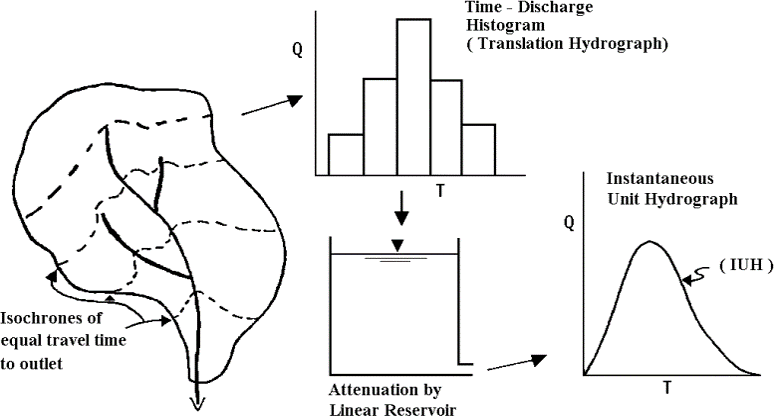 Time - Discharge
Histogram
( Translation Hydrograph)
Q
T
Instantaneous
Unit Hydrograph
Q
( IUH )
T
Isochrones of
equal travel time
to outlet
Attenuation by
Linear Reservoir